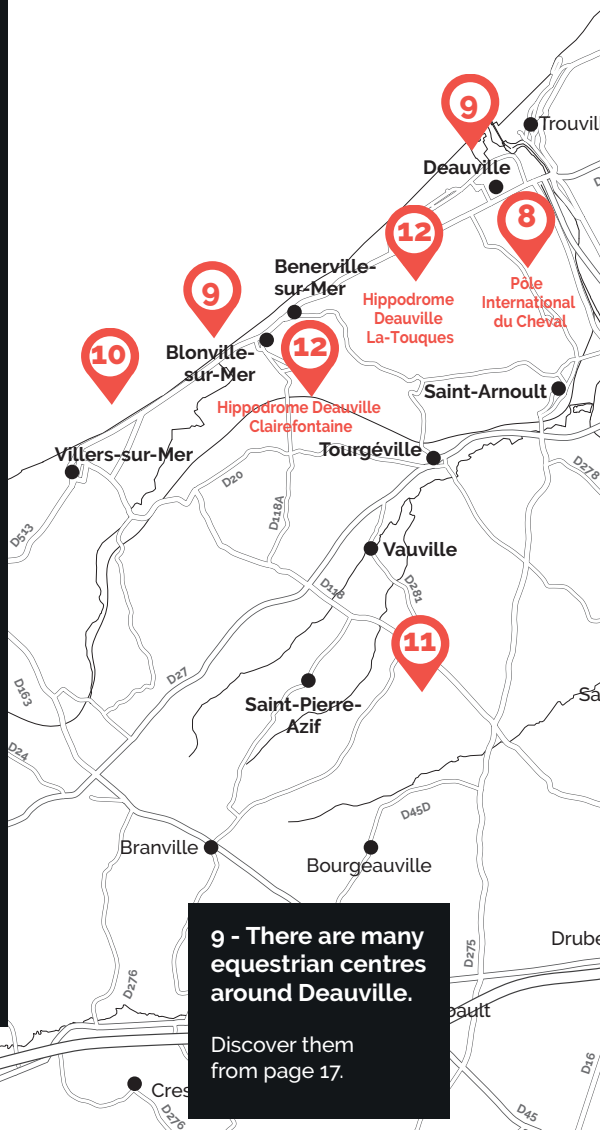 9
Trouvil
Deauville
12
8
Pôle
International
du Cheval
Benerville-
sur-Mer
9
Hippodrome
Deauville
La-Touques
10
Blonville-
sur-Mer
12
Saint-Arnoult
Hippodrome Deauville
Clairefontaine
Villers-sur-Mer
Tourgéville
D20
D278
D118A
D513
Vauville
D118
D281
11
D27
D163
Saint-Pierre-
Azif
Sa
D24
D45D
Branville
Bourgeauville
9 - There are many
equestrian centres
around Deauville.
Discover them
from page 17.
Drube
D275
D276
bault
D16
Cres
D276
D45